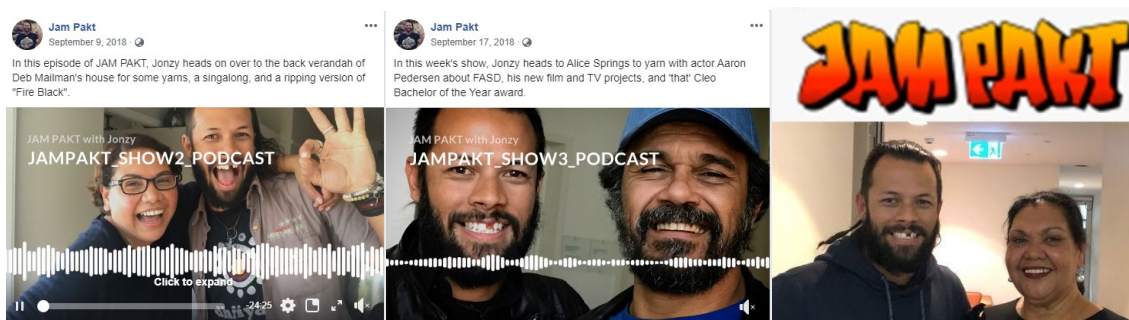 Jam Pakt
September 9, 2018
In this episode of JAM PAKT, Jonzy heads on over to the back verandah of
Deb Mailman's house for some yarns, a singalong, and a ripping version of
"Fire Black".
JAM PAKT with Jonzy
JAMPAKT_SHOW2_PODCAST
Click to expand
-24:25
Jam Pakt
September 17, 2018
In this week's show, Jonzy heads to Alice Springs to yarn with actor Aaron
Pedersen about FASD, his new film and TV projects, and 'that' Cleo
Bachelor of the Year award.
JAM PAKT with Jonzy
JAMPAKT_SHOW3_PODCAST
JAM PAKT